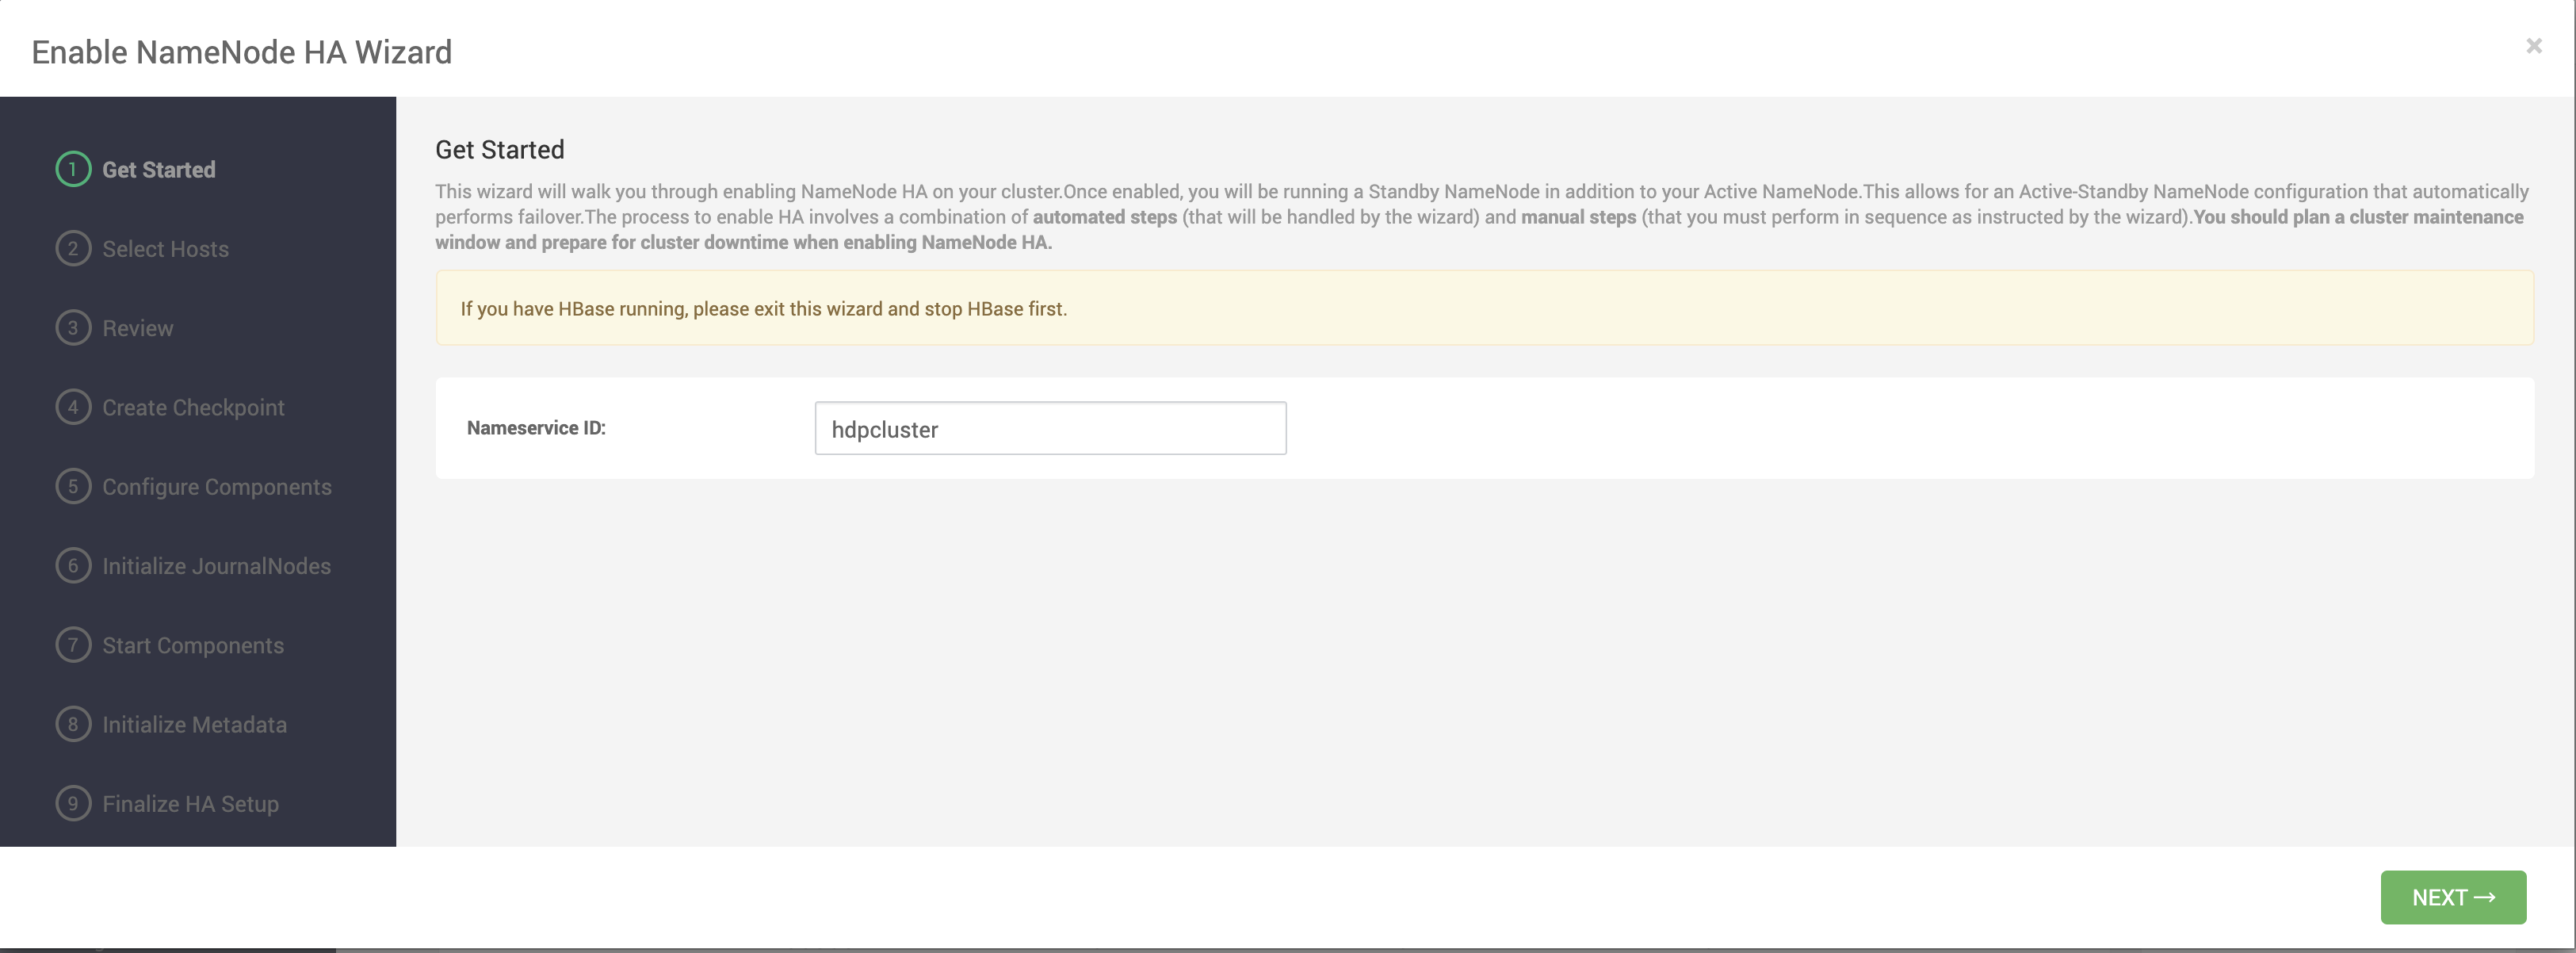 Enable NameNode HA Wizard
×
1 Get Started
2 Select Hosts
3 Review
4 Create Checkpoint
5 Configure Components
6 Initialize JournalNodes
7 Start Components
8 Initialize Metadata
9 Finalize HA Setup
Get Started
This wizard will walk you through enabling NameNode HA on your cluster.Once enabled, you will be running a Standby NameNode in addition to your Active NameNode.This allows for an Active-Standby NameNode configuration that automatically
performs failover.The process to enable HA involves a combination of automated steps (that will be handled by the wizard) and manual steps (that you must perform in sequence as instructed by the wizard).You should plan a cluster maintenance
window and prepare for cluster downtime when enabling NameNode HA.
If you have HBase running, please exit this wizard and stop HBase first.
Nameservice ID: hdpcluster
NEXT →